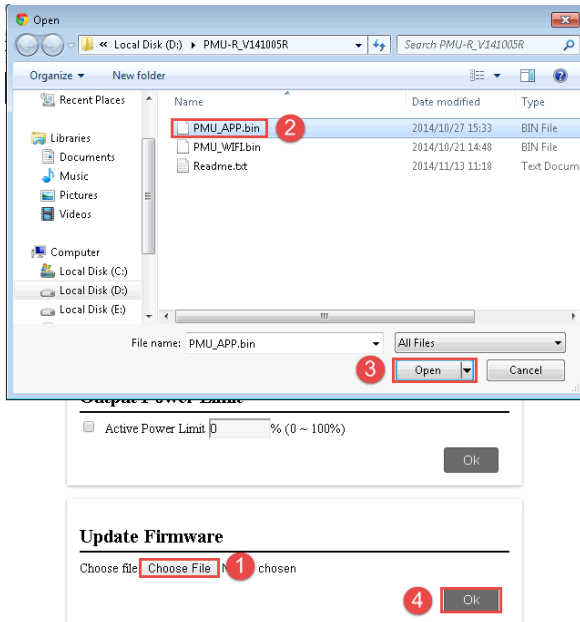 Open
« Local Disk (D:) ▸ PMU-R_V141005R
Search PMU-R_V141005R
Organize New folder
Recent Places
Libraries
Documents
Music
Pictures
Videos
Computer
Local Disk (C:)
Local Disk (D:)
Local Disk (E:)
Name Date modified Type
PMU_APP.bin 2 2014/10/27 15:33 BIN File
PMU_WIFI.bin 2014/10/21 14:48 BIN File
Readme.txt 2014/11/13 11:18 Text Docum
File name: PMU_APP.bin All Files
3 Open Cancel
Output Power Limit
Active Power Limit 0 % (0 ~ 100%)
Ok
Update Firmware
Choose file Choose File 1 chosen
4 Ok